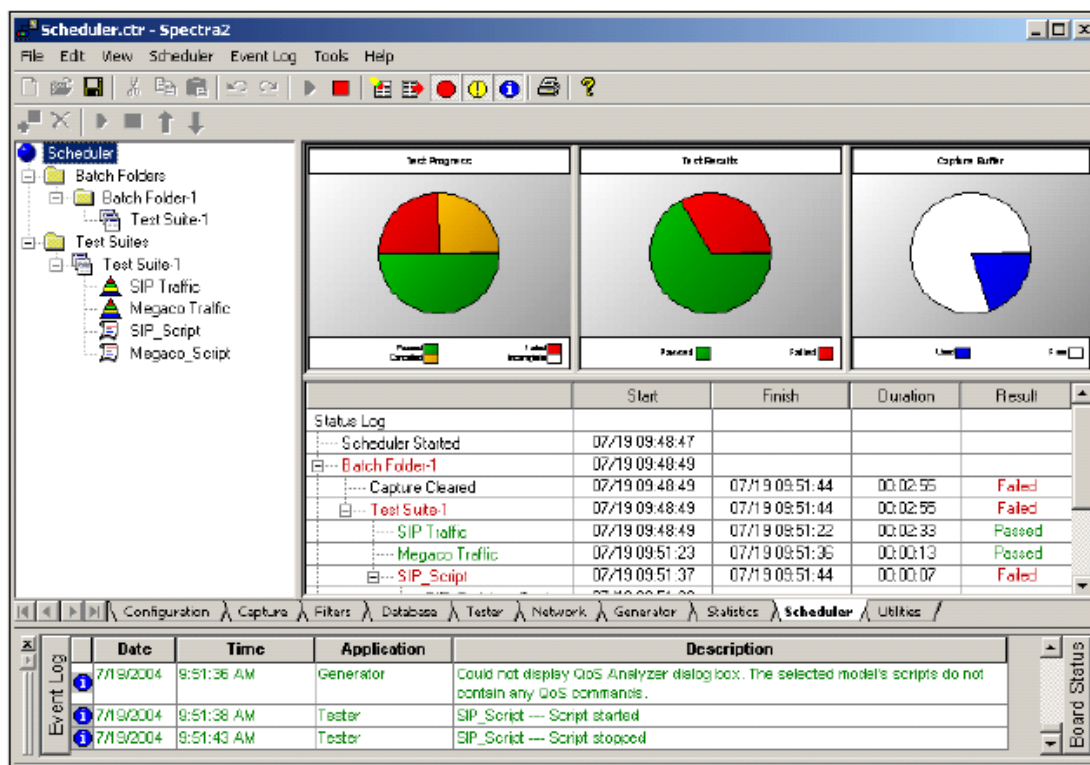 Scheduler.ctr - Spectra2
File Edit View Scheduler Event Log Tools Help
Scheduler
Batch Folders
Batch Folder-1
Test Suite-1
Test Suites
Test Suite-1
SIP Traffic
Megaco Traffic
SIP_Script
Megaco_Script
Test Progress
Passed Failed
Cancelled Incomplete
Test Results
Passed Failed
Capture Buffer
Used Free
Start Finish Duration Result
Status Log
Scheduler Started 07/19 09:48:47
Batch Folder-1 07/19 09:48:49
Capture Cleared 07/19 09:48:49 07/19 09:51:44 00:02:55 Failed
Test Suite-1 07/19 09:48:49 07/19 09:51:44 00:02:55 Failed
SIP Traffic 07/19 09:48:49 07/19 09:51:22 00:02:33 Passed
Megaco Traffic 07/19 09:51:23 07/19 09:51:36 00:00:13 Passed
SIP_Script 07/19 09:51:37 07/19 09:51:44 00:00:07 Failed
Configuration Capture Filters Database Tester Network Generator Statistics Scheduler Utilities
Event Log
Date Time Application Description
7/19/2004 9:51:36 AM Generator Could not display QoS Analyzer dialog box. The selected model's scripts do not
contain any QoS commands.
7/19/2004 9:51:38 AM Tester SIP_Script --- Script started
7/19/2004 9:51:43 AM Tester SIP_Script --- Script stopped
Board Status